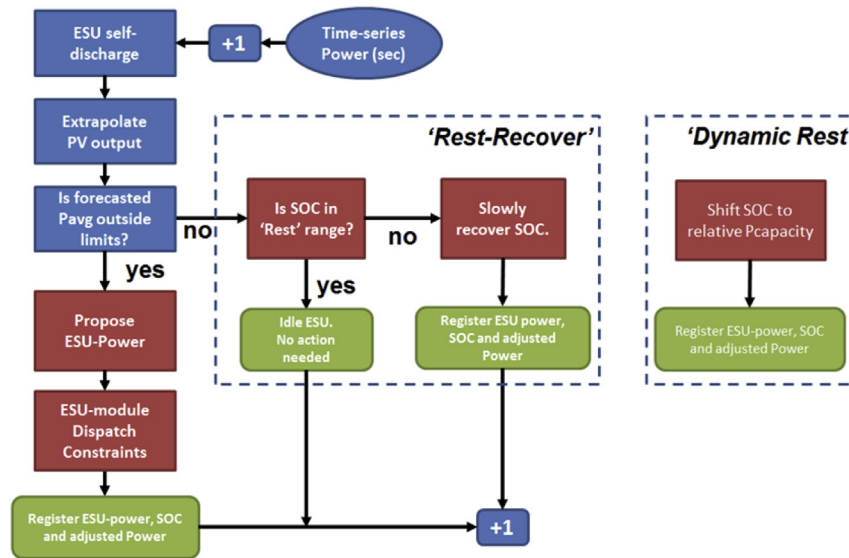 ESU self-
discharge
+1
Time-series
Power (sec)
Extrapolate
PV output
Is forecasted
Pavg outside
limits?
no
yes
'Rest-Recover'
Is SOC in
'Rest' range?
no
yes
Slowly
recover SOC.
Idle ESU.
No action
needed
Register ESU power,
SOC and adjusted
Power
'Dynamic Rest
Shift SOC to
relative Pcapacity
Register ESU-power, SOC
and adjusted Power
Propose
ESU-Power
ESU-module
Dispatch
Constraints
Register ESU-power, SOC
and adjusted Power
+1